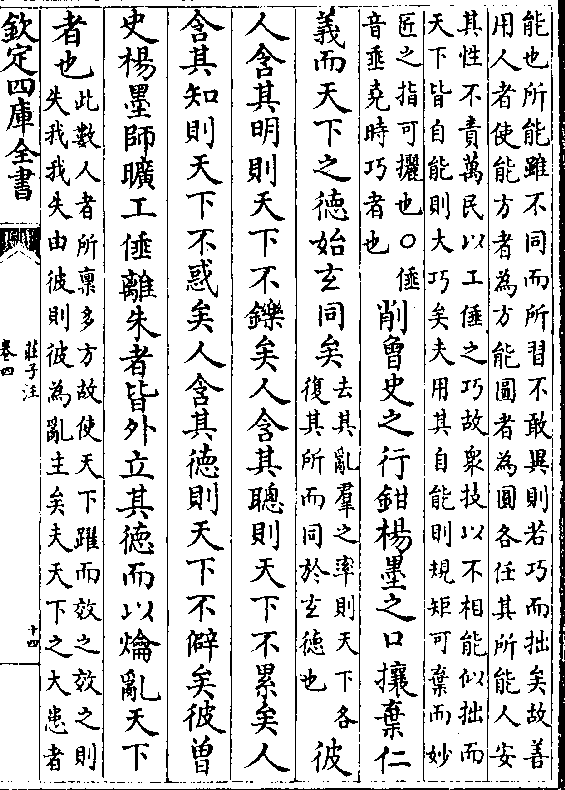 能也所能雖不同而所習不敢異則若巧而拙矣故善
用人者使能方者為方能圓者為圓各任其所能人安
其性不責萬民以工倕之巧故衆技以不相能似拙而
天下皆自能則大巧矣夫用其自能則規矩可棄而妙
匠之指可攦也○倕
音垂堯時巧者也
削曾史之行鉗楊墨之口攘棄仁
義而天下之德始玄同矣
去其亂羣之率則天下各
復其所而同於玄德也
彼
人含其明則天下不鑠矣人含其聰則天下不累矣人
含其知則天下不惑矣人含其德則天下不僻矣彼曾
史楊墨師曠工倕離朱者皆外立其德而以爚亂天下
者也
此數人者所稟多方故使天下躍而效之效之則
失我我失由彼則彼為亂主矣夫天下之大患者
欽定四庫全書
莊子注
卷四
十四